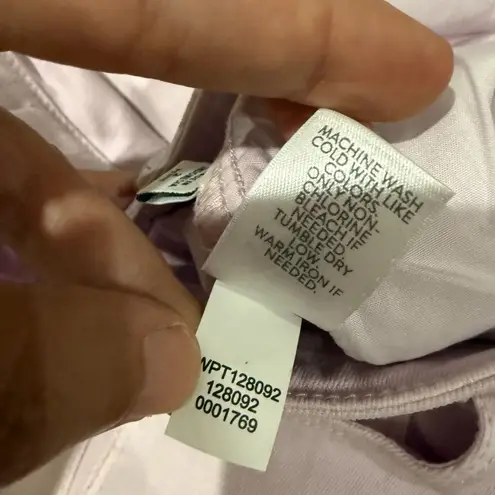 MACHINE WASH
COLD WITH LIKE
COLORS.
ONLY NON-
CHLORINE
BLEACH IF
NEEDED.
TUMBLE DRY
LOW.
WARM IRON IF
NEEDED.
WPT128092
128092
0001769